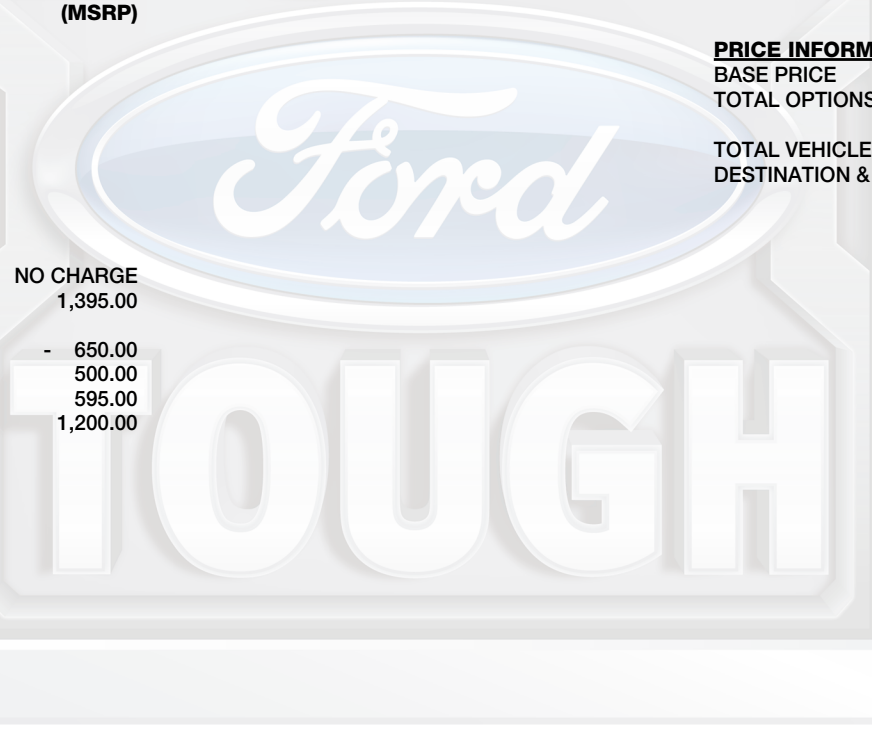 (MSRP)
PRICE INFORM
BASE PRICE
TOTAL OPTIONS
TOTAL VEHICLE
DESTINATION &
Ford
NO CHARGE
1,395.00
- 650.00
500.00
595.00
1,200.00
TOUGH